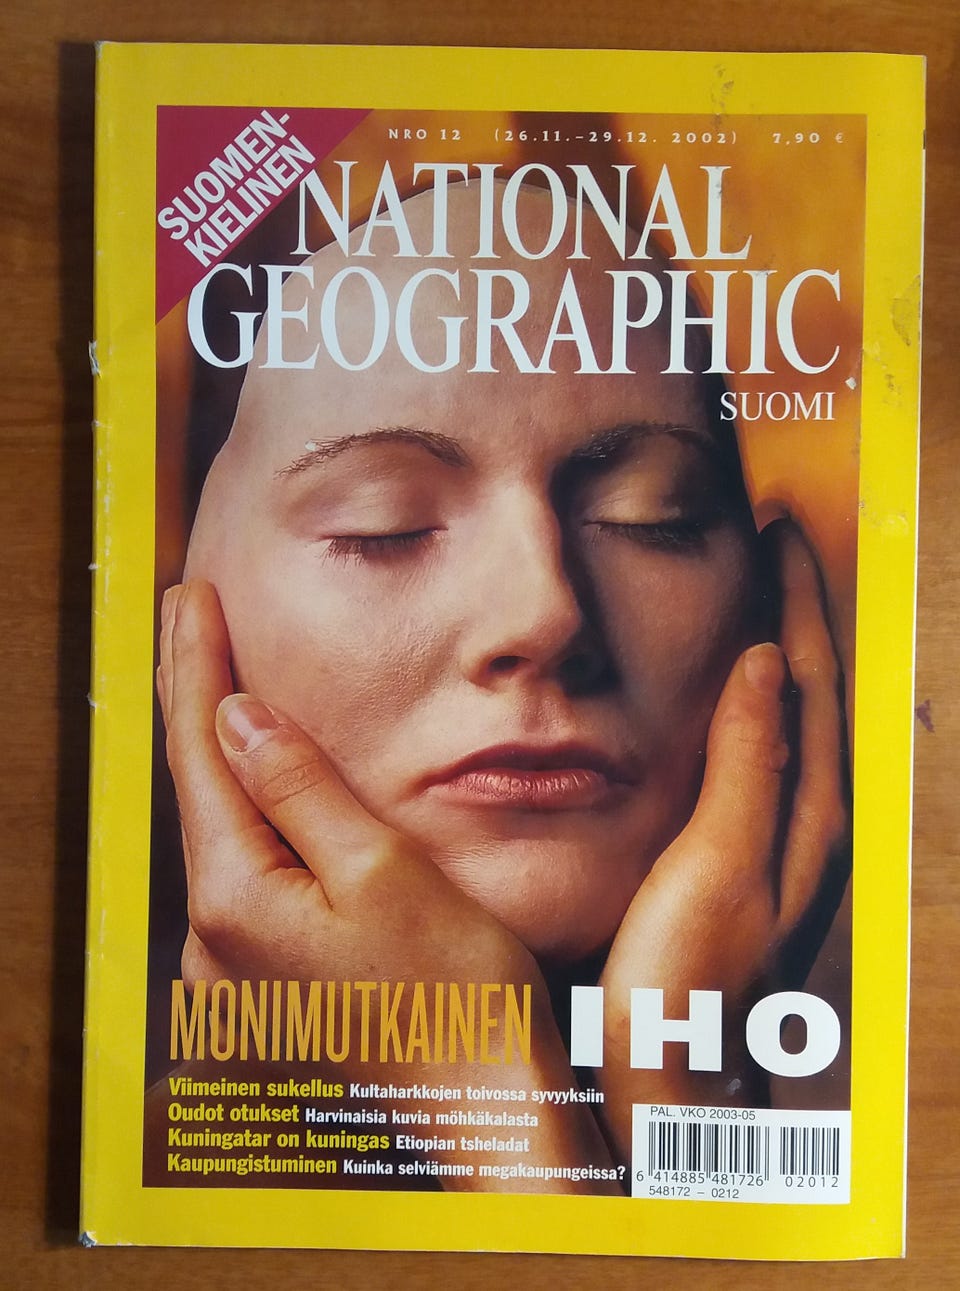 SUOMEN-
KIELINEN
NRO 12 (26.11.–29.12. 2002) 7,90 €
NATIONAL
GEOGRAPHIC
SUOMI
MONIMUTKAINEN IHO
Viimeinen sukellus Kultaharkkojen toivossa syvyyksiin
Oudot otukset Harvinaisia kuvia möhkäkalasta
Kuningatar on kuningas Etiopian tsheladat
Kaupungistuminen Kuinka selviämme megakaupungeissa?
PAL. VKO 2003-05
6 414885 481726 02012
548172 – 0212